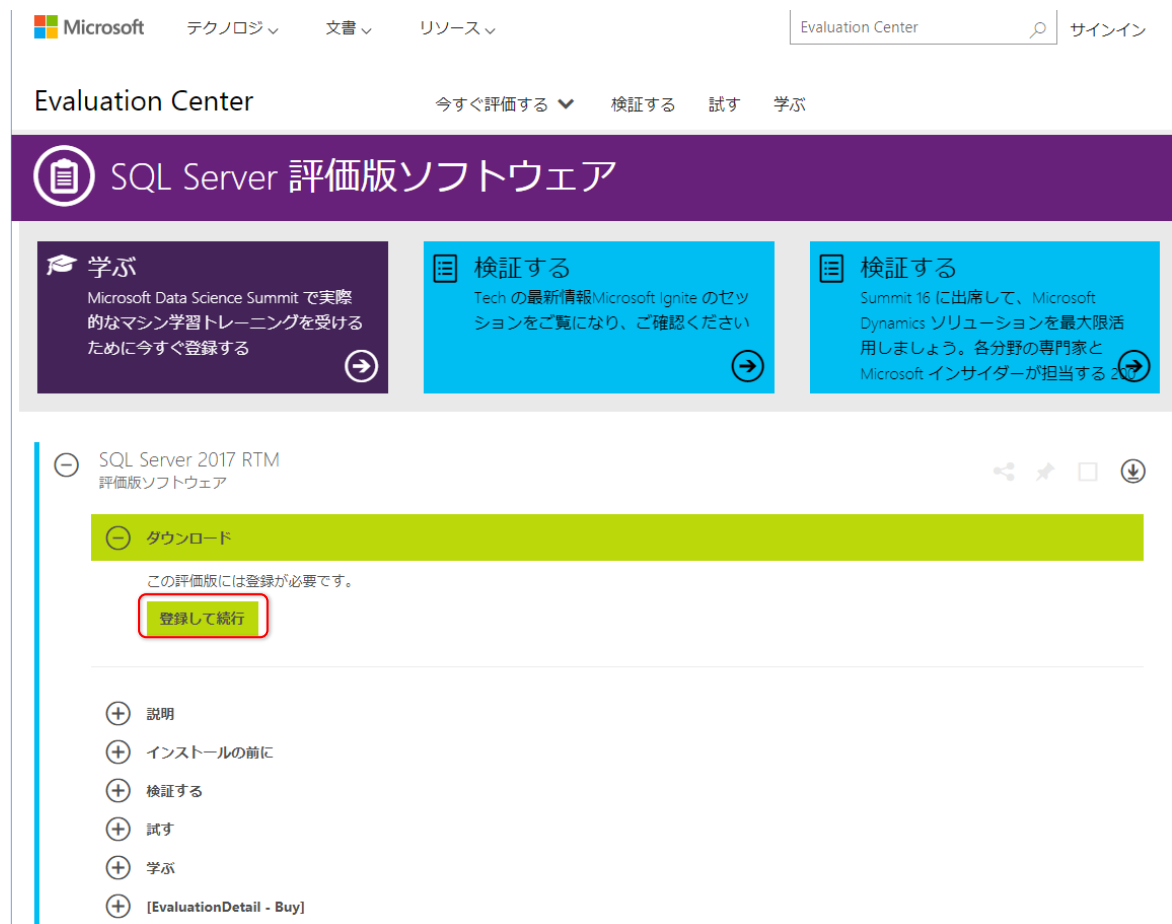 Microsoft テクノロジ 文書 リソース Evaluation Center サインイン
Evaluation Center 今すぐ評価する 検証する 試す 学ぶ
SQL Server 評価版ソフトウェア
学ぶ
Microsoft Data Science Summit で実際
的なマシン学習トレーニングを受ける
ために今すぐ登録する
検証する
Tech の最新情報Microsoft Ignite のセッ
ションをご覧になり、ご確認ください
検証する
Summit 16 に出席して、Microsoft
Dynamics ソリューションを最大限活
用しましょう。各分野の専門家と
Microsoft インサイダーが担当する 200
SQL Server 2017 RTM
評価版ソフトウェア
ダウンロード
この評価版には登録が必要です。
登録して続行
説明
インストールの前に
検証する
試す
学ぶ
[EvaluationDetail - Buy]